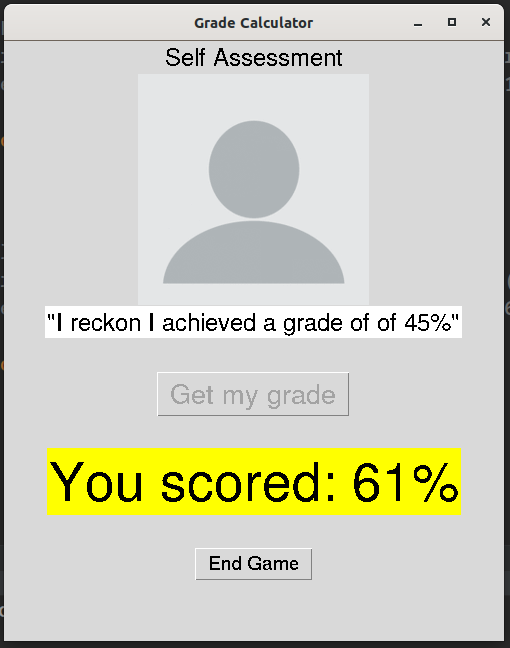 Grade Calculator
Self Assessment
"I reckon I achieved a grade of of 45%"
Get my grade
You scored: 61%
End Game